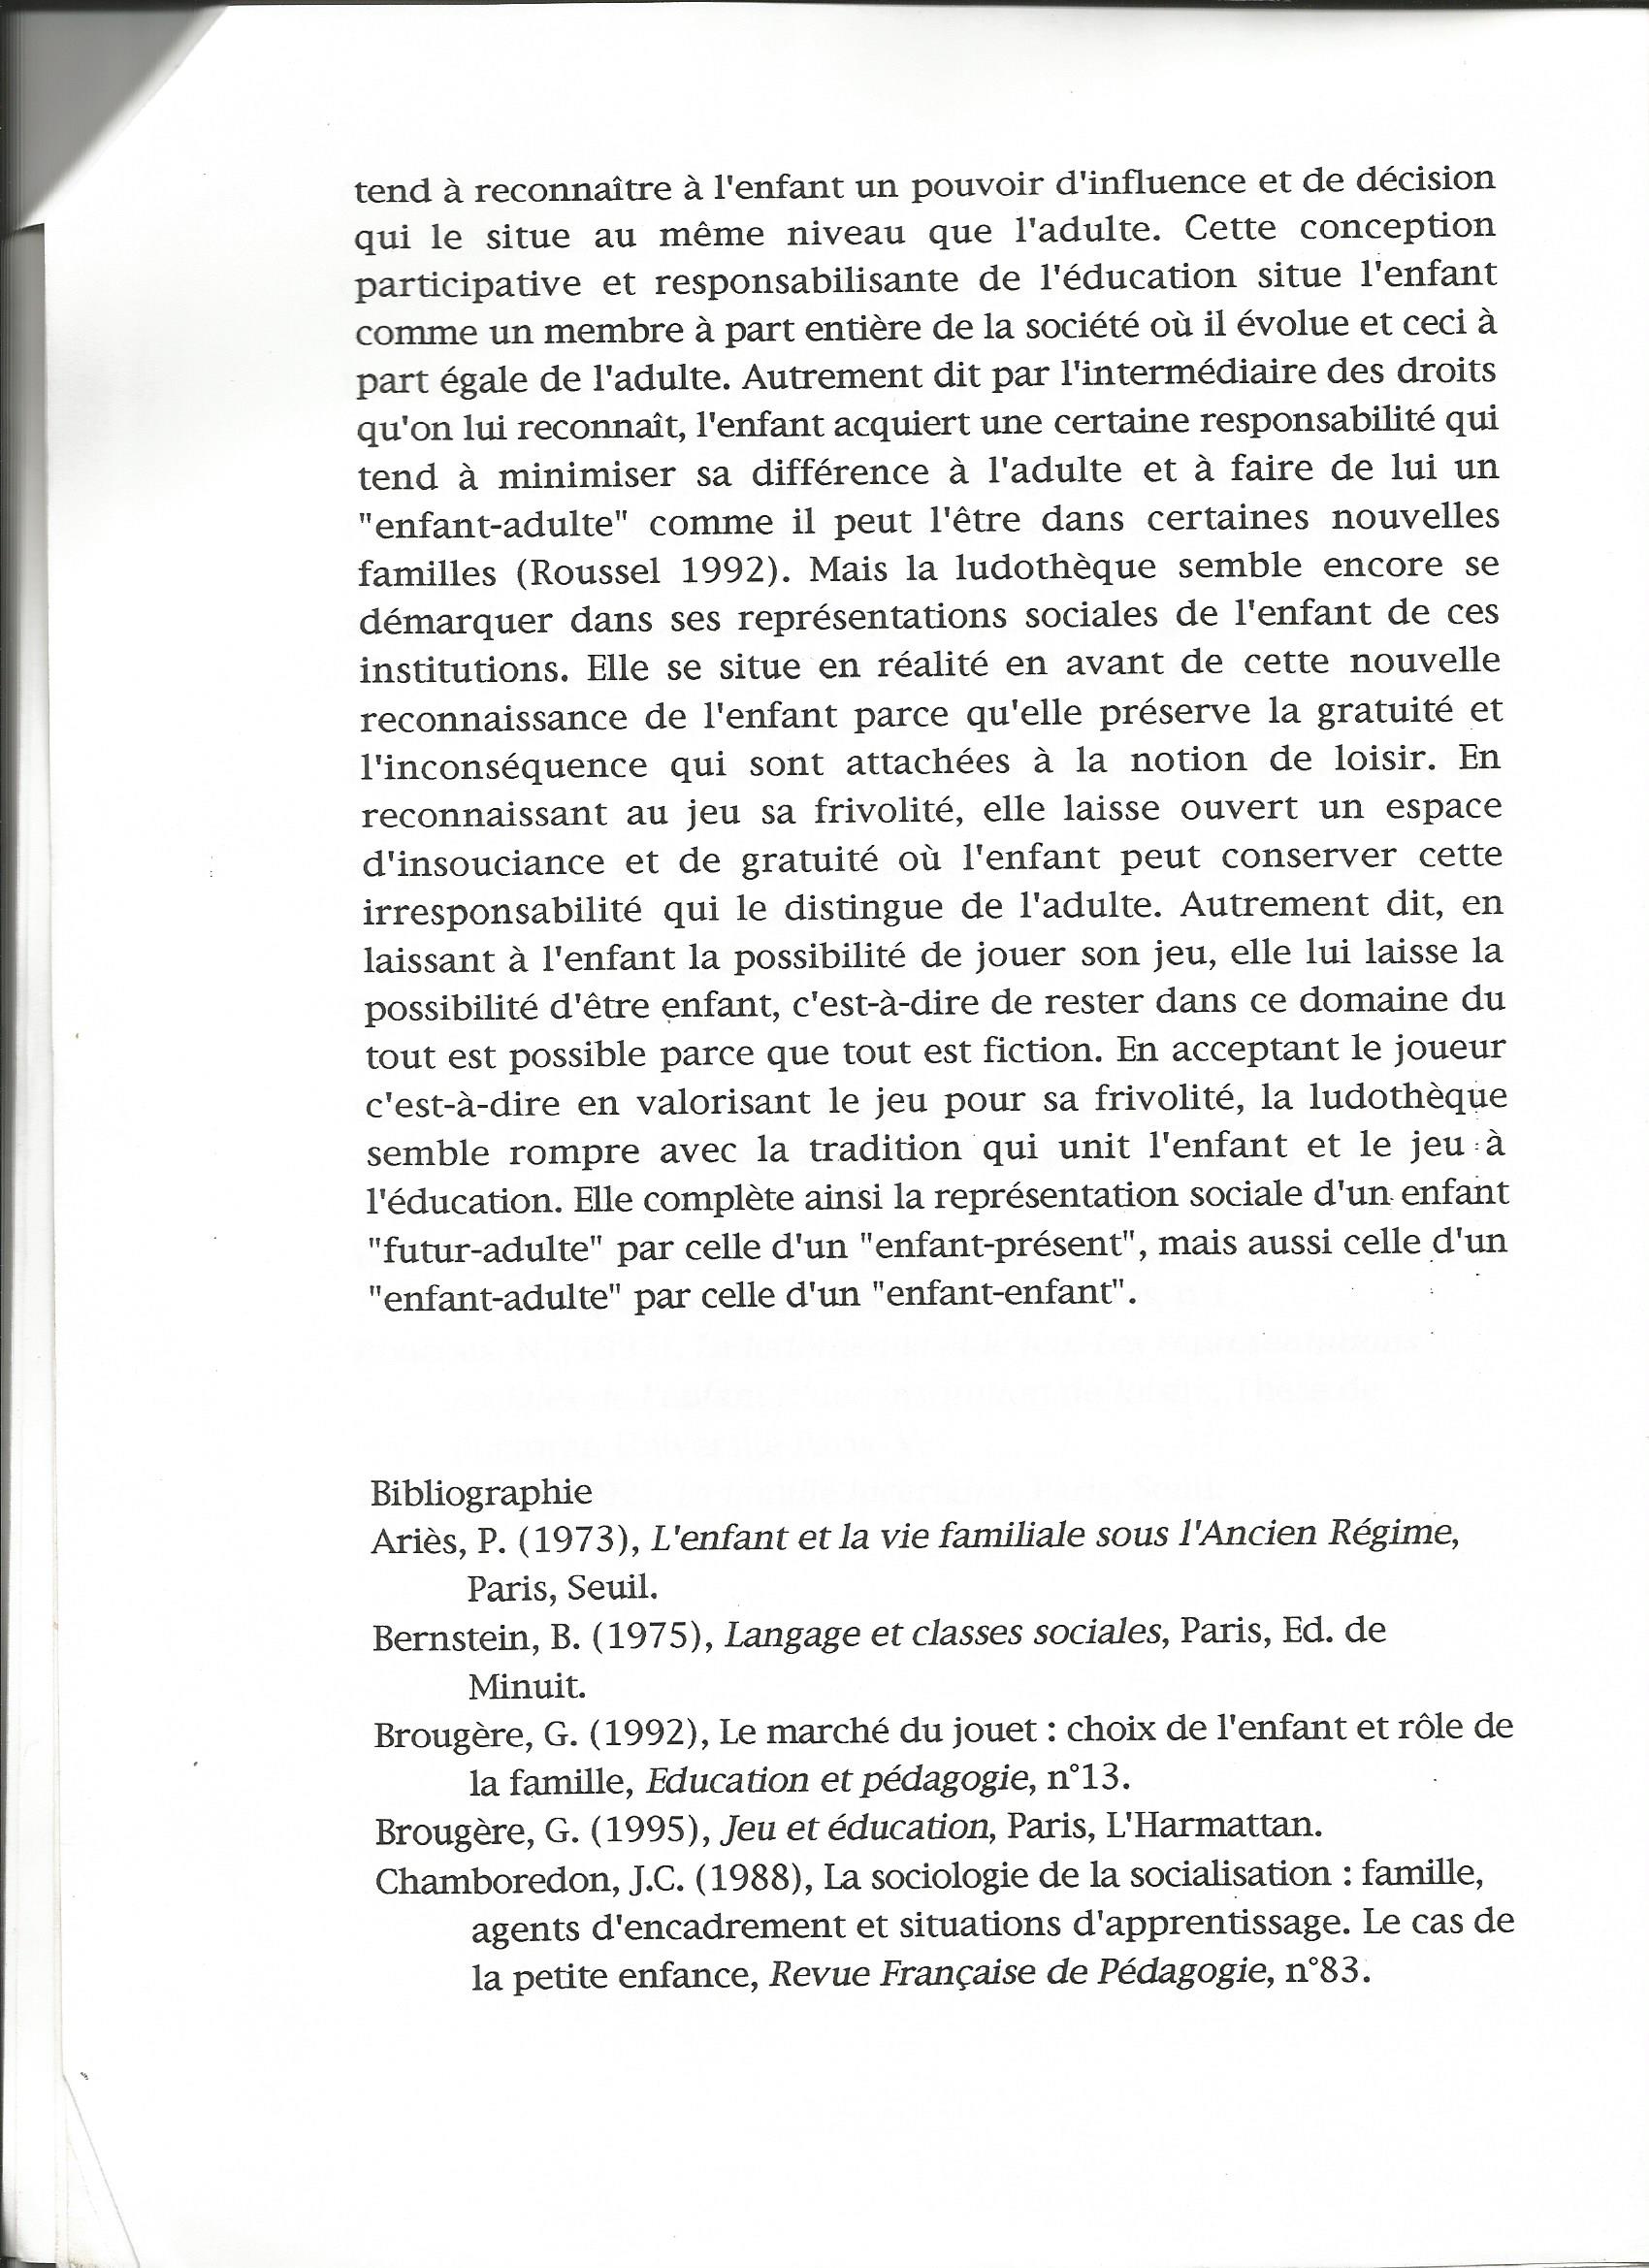 tend à reconnaître à l'enfant un pouvoir d'influence et de décision
qui le situe au même niveau que l'adulte. Cette conception
participative et responsabilisante de l'éducation situe l'enfant
comme un membre à part entière de la société où il évolue et ceci à
part égale de l'adulte. Autrement dit par l'intermédiaire des droits
qu'on lui reconnaît, l'enfant acquiert une certaine responsabilité qui
tend à minimiser sa différence à l'adulte et à faire de lui un
"enfant-adulte" comme il peut l'être dans certaines nouvelles
familles (Roussel 1992). Mais la ludothèque semble encore se
démarquer dans ses représentations sociales de l'enfant de ces
institutions. Elle se situe en réalité en avant de cette nouvelle
reconnaissance de l'enfant parce qu'elle préserve la gratuité et
l'inconséquence qui sont attachées à la notion de loisir. En
reconnaissant au jeu sa frivolité, elle laisse ouvert un espace
d'insouciance et de gratuité où l'enfant peut conserver cette
irresponsabilité qui le distingue de l'adulte. Autrement dit, en
laissant à l'enfant la possibilité de jouer son jeu, elle lui laisse la
possibilité d'être enfant, c'est-à-dire de rester dans ce domaine du
tout est possible parce que tout est fiction. En acceptant le joueur
c'est-à-dire en valorisant le jeu pour sa frivolité, la ludothèque
semble rompre avec la tradition qui unit l'enfant et le jeu à
l'éducation. Elle complète ainsi la représentation sociale d'un enfant
"futur-adulte" par celle d'un "enfant-présent", mais aussi celle d'un
"enfant-adulte" par celle d'un "enfant-enfant".
Bibliographie
Ariès, P. (1973), L'enfant et la vie familiale sous l'Ancien Régime,
Paris, Seuil.
Bernstein, B. (1975), Langage et classes sociales, Paris, Ed. de
Minuit.
Brougère, G. (1992), Le marché du jouet : choix de l'enfant et rôle de
la famille, Education et pédagogie, n°13.
Brougère, G. (1995), Jeu et éducation, Paris, L'Harmattan.
Chamboredon, J.C. (1988), La sociologie de la socialisation : famille,
agents d'encadrement et situations d'apprentissage. Le cas de
la petite enfance, Revue Française de Pédagogie, n°83.